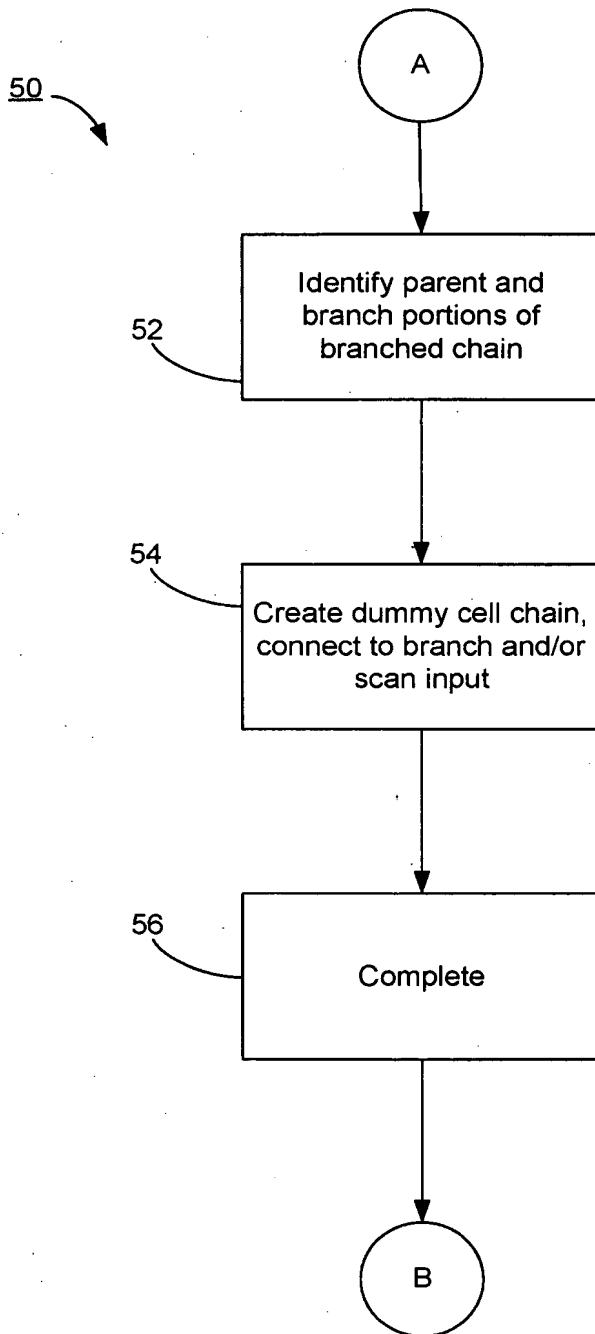 A
50
Identify parent and
branch portions of
branched chain
52
54
Create dummy cell chain,
connect to branch and/or
scan input
56
Complete
B